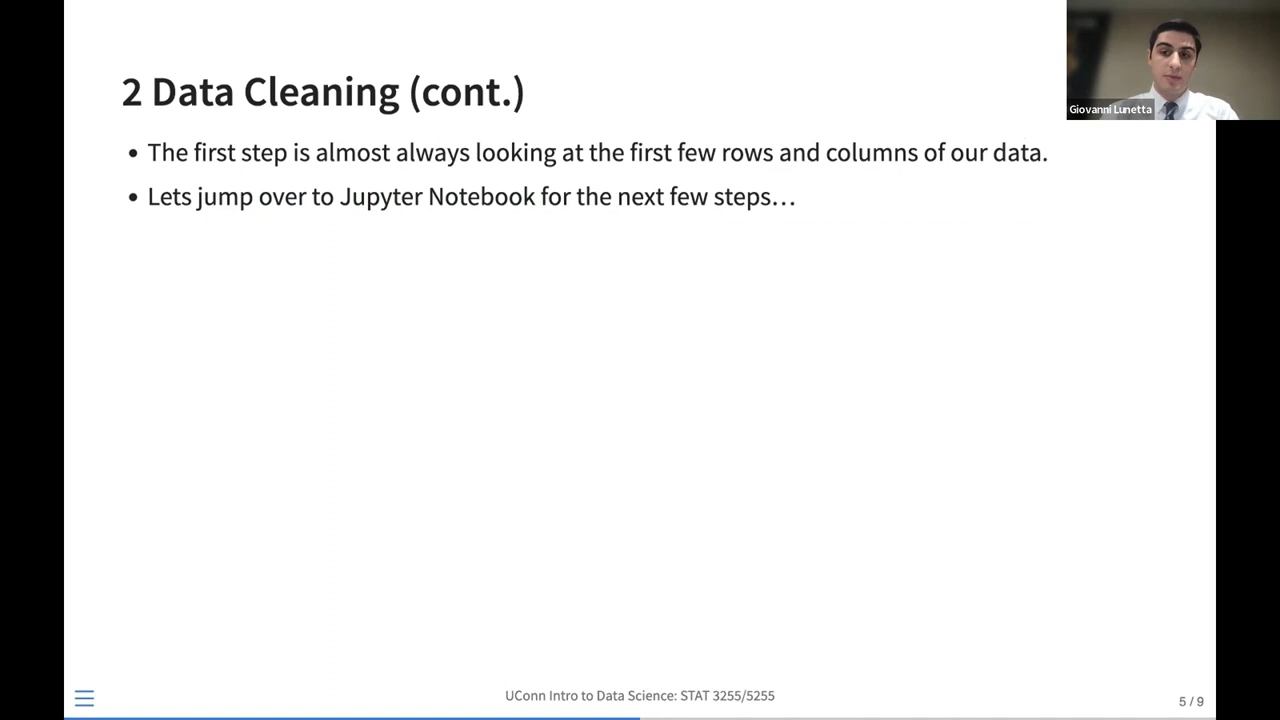 2 Data Cleaning (cont.)
• The first step is almost always looking at the first few rows and columns of our data.
• Lets jump over to Jupyter Notebook for the next few steps…
Giovanni Lunetta
UConn Intro to Data Science: STAT 3255/5255
5 / 9